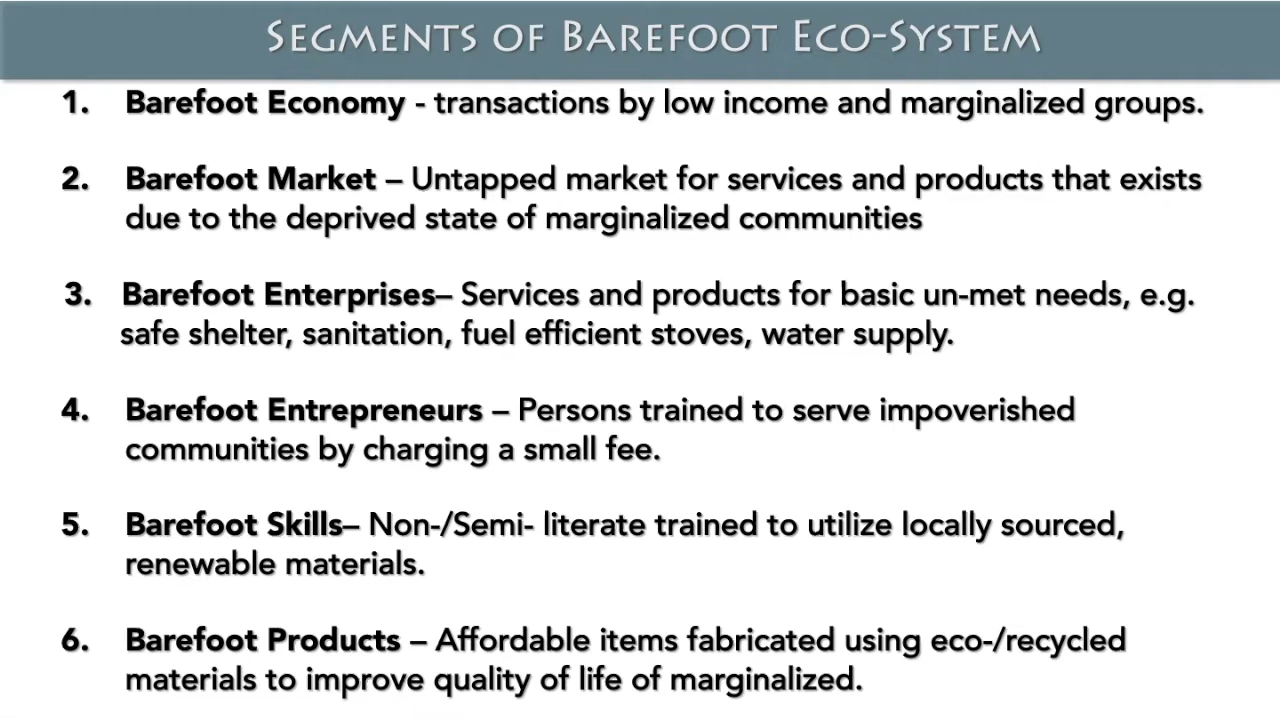 SEGMENTS OF BAREFOOT ECO-SYSTEM
1. Barefoot Economy - transactions by low income and marginalized groups.
2. Barefoot Market – Untapped market for services and products that exists
due to the deprived state of marginalized communities
3. Barefoot Enterprises– Services and products for basic un-met needs, e.g.
safe shelter, sanitation, fuel efficient stoves, water supply.
4. Barefoot Entrepreneurs – Persons trained to serve impoverished
communities by charging a small fee.
5. Barefoot Skills– Non-/Semi- literate trained to utilize locally sourced,
renewable materials.
6. Barefoot Products – Affordable items fabricated using eco-/recycled
materials to improve quality of life of marginalized.